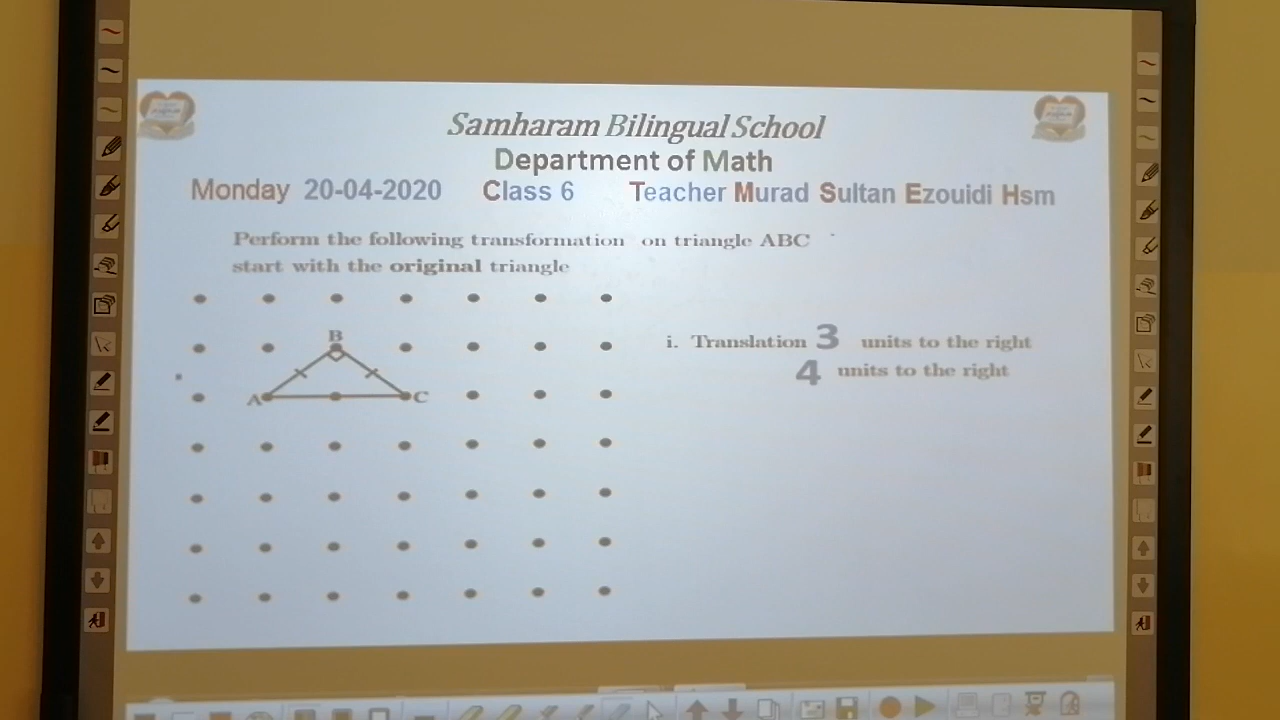 Samharam Bilingual School
Department of Math
Monday 20-04-2020 Class 6 Teacher Murad Sultan Ezouidi Hsm
Perform the following transformation on triangle ABC
start with the original triangle
B
A C
i. Translation 3 units to the right
4 units to the right